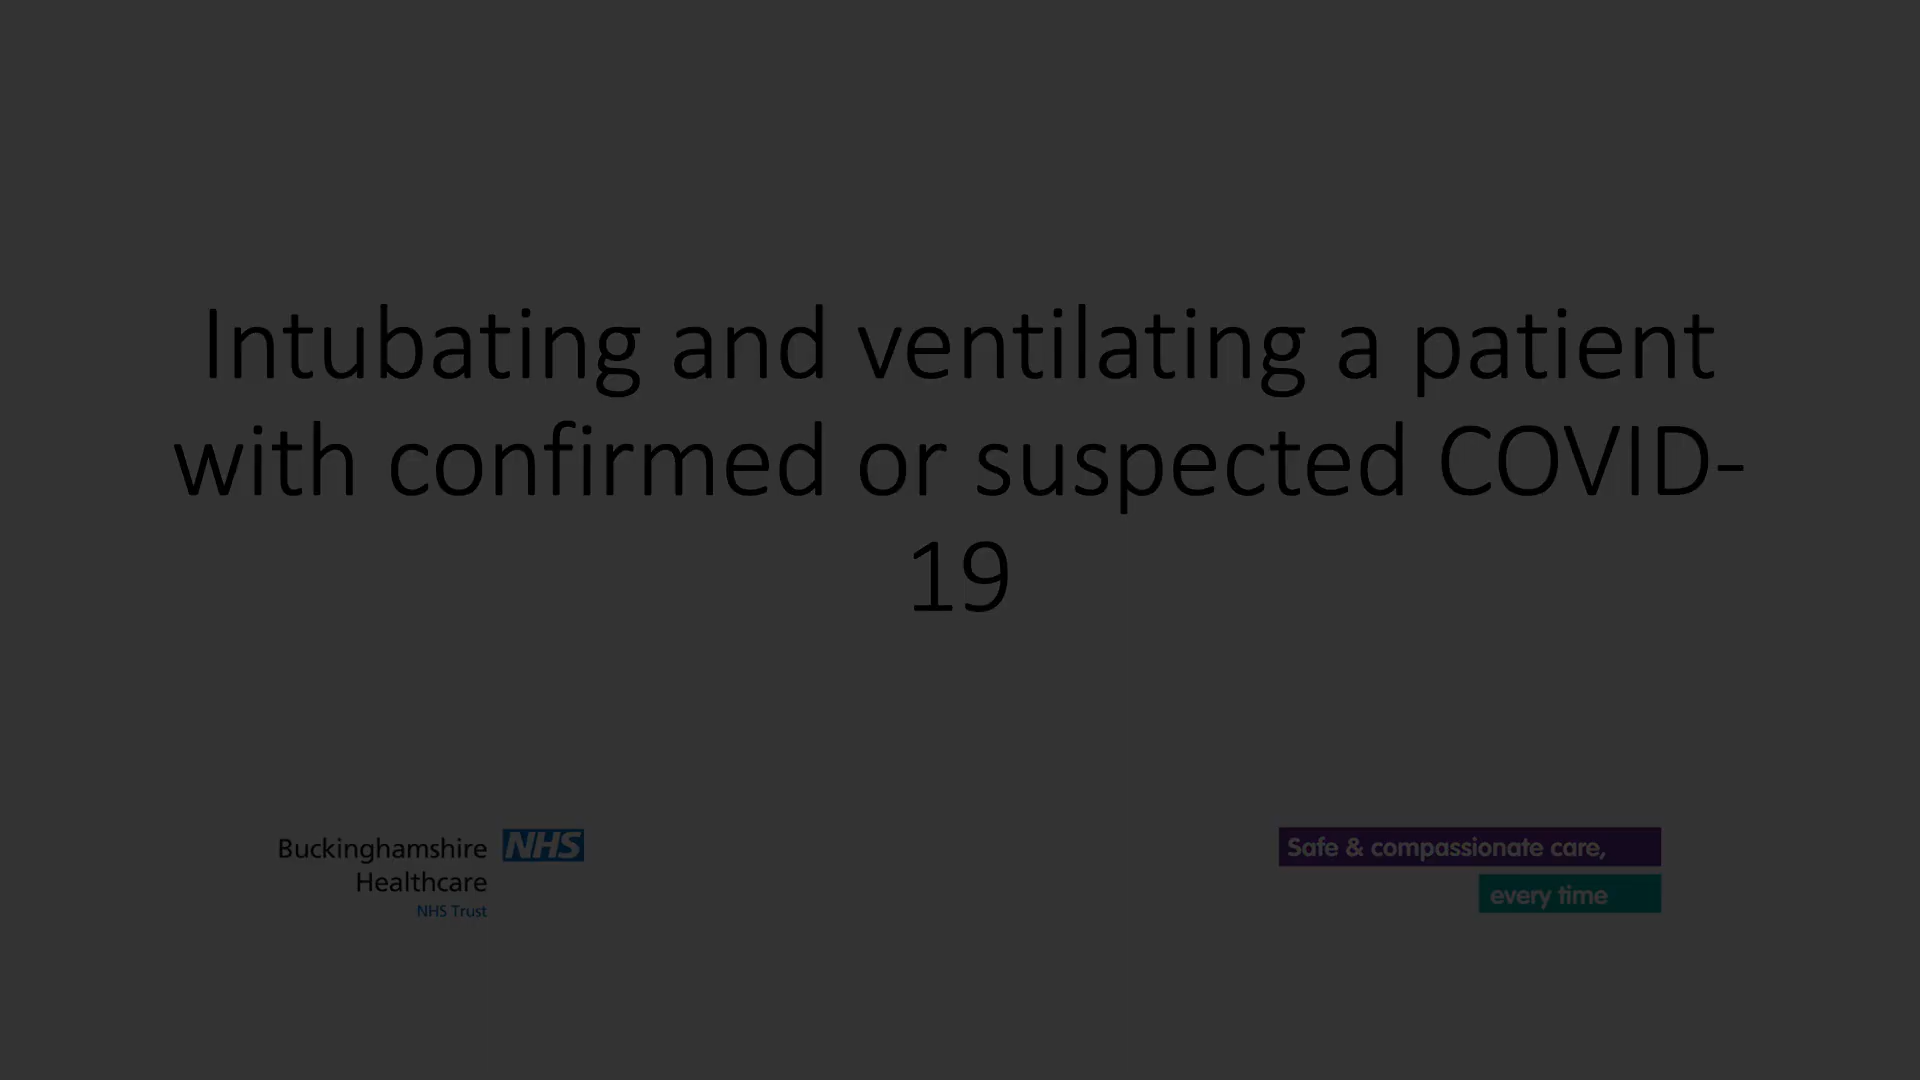 Intubating and ventilating a patient
with confirmed or suspected COVID-
19
Buckinghamshire NHS
Healthcare
NHS Trust
Safe & compassionate care,
every time